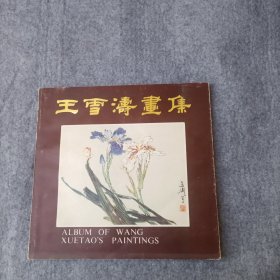 王雪濤畫集
ALBUM OF WANG
XUETAO'S PAINTINGS